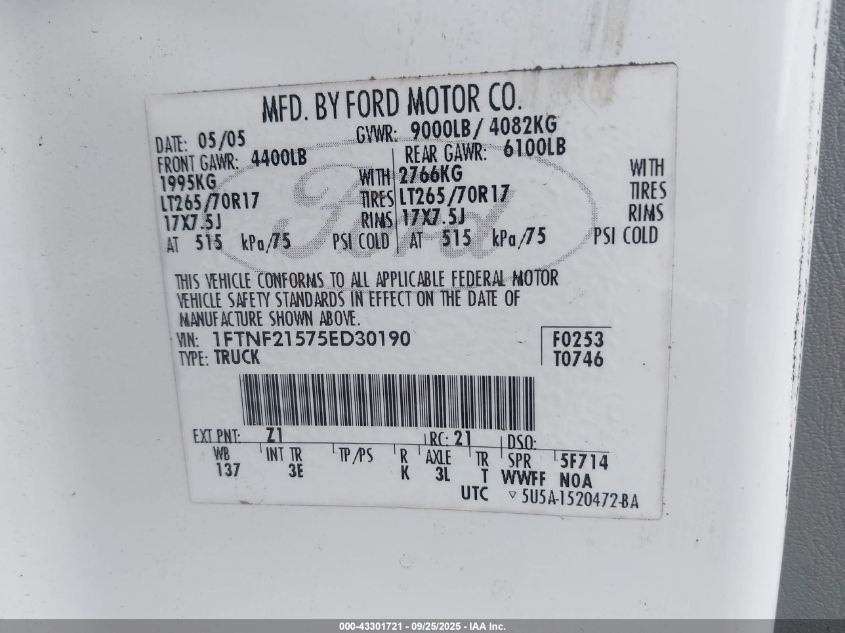 MFD. BY FORD MOTOR CO.
DATE: 05/05 GVWR: 9000LB/ 4082KG
FRONT GAWR: 4400LB REAR GAWR: 6100LB
1995KG WITH 2766KG WITH
LT265/70R17 TIRES LT265/70R17 TIRES
17X7.5J RIMS 17X7.5J RIMS
AT 515 kPa/75 PSI COLD AT 515 kPa/75 PSI COLD
Ford
THIS VEHICLE CONFORMS TO ALL APPLICABLE FEDERAL MOTOR
VEHICLE SAFETY STANDARDS IN EFFECT ON THE DATE OF
MANUFACTURE SHOWN ABOVE.
VIN: 1FTNF21575ED30190 F0253
TYPE: TRUCK T0746
EXT PNT: Z1 RC: 21 DSO:
WB INT TR TP/PS R AXLE TR SPR 5F714
137 3E K 3L T WWFF NOA
UTC ▽ 5U5A-1520472-BA
000-43301721 - 09/25/2025 - IAA Inc.